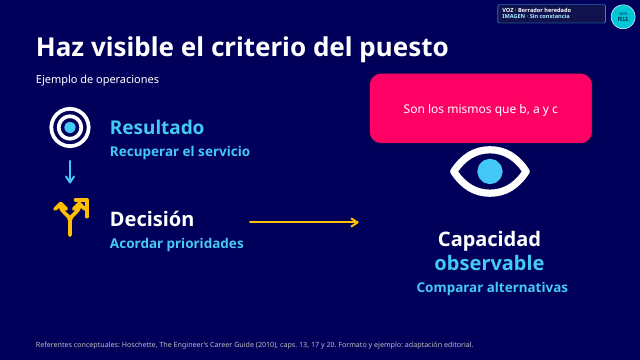 VOZ · Borrador heredado
IMAGEN · Sin constancia
R11
Haz visible el criterio del puesto
Ejemplo de operaciones
Son los mismos que b, a y c
Resultado
Recuperar el servicio
Decisión
Acordar prioridades
Capacidad
observable
Comparar alternativas
Referentes conceptuales: Hoschette, The Engineer's Career Guide (2010), caps. 13, 17 y 20. Formato y ejemplo: adaptación editorial.